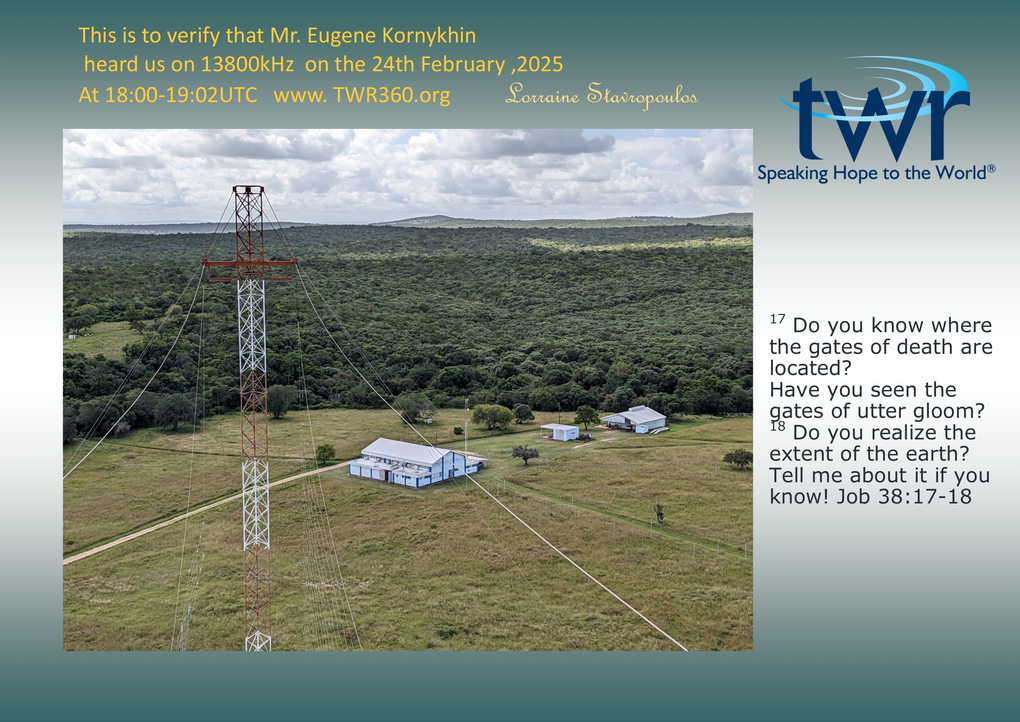 This is to verify that Mr. Eugene Kornykhin
heard us on 13800kHz  on the 24th February ,2025
At 18:00-19:02UTC   www. TWR360.org
Lorraine Stavropoulos
twr
Speaking Hope to the World®
17 Do you know where
the gates of death are
located?
Have you seen the
gates of utter gloom?
18 Do you realize the
extent of the earth?
Tell me about it if you
know! Job 38:17-18